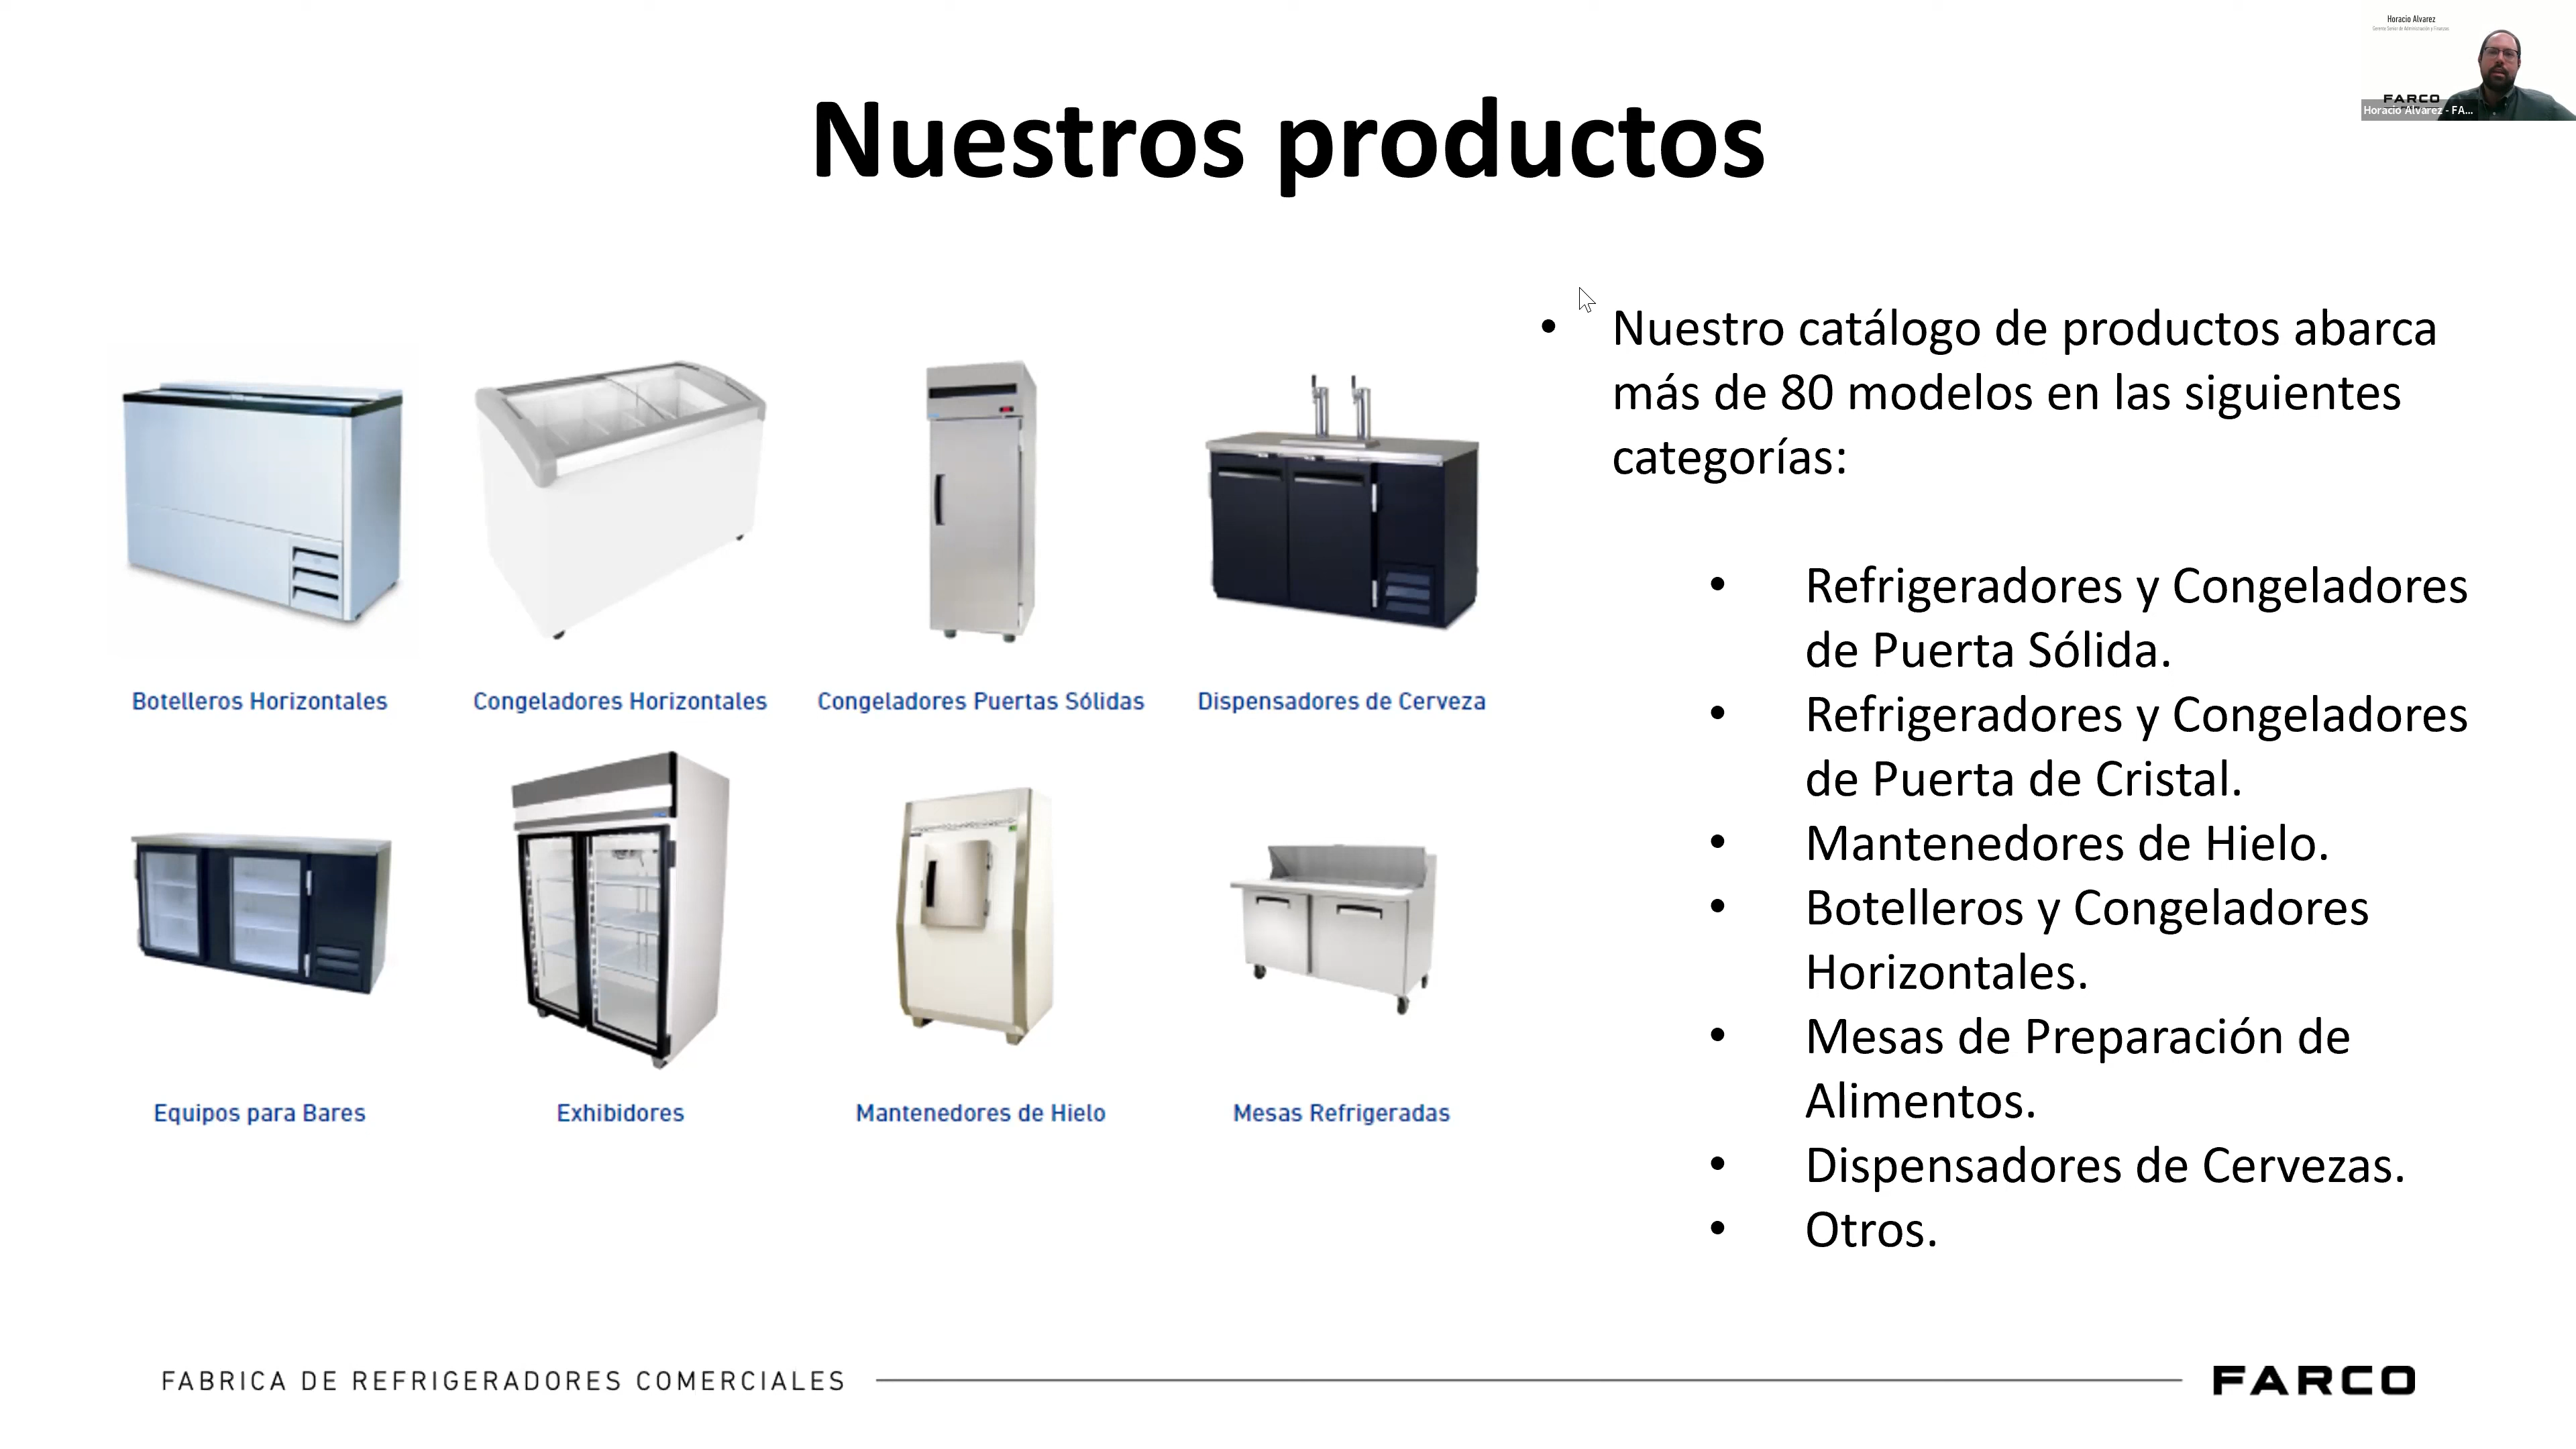 Horacio Alvarez
FARCO
Horacio Alvarez - FA...
Nuestros productos
Botelleros Horizontales
Congeladores Horizontales
Congeladores Puertas Sólidas
Dispensadores de Cerveza
Equipos para Bares
Exhibidores
Mantenedores de Hielo
Mesas Refrigeradas
• Nuestro catálogo de productos abarca
más de 80 modelos en las siguientes
categorías:
• Refrigeradores y Congeladores
de Puerta Sólida.
• Refrigeradores y Congeladores
de Puerta de Cristal.
• Mantenedores de Hielo.
• Botelleros y Congeladores
Horizontales.
• Mesas de Preparación de
Alimentos.
• Dispensadores de Cervezas.
• Otros.
FABRICA DE REFRIGERADORES COMERCIALES
FARCO